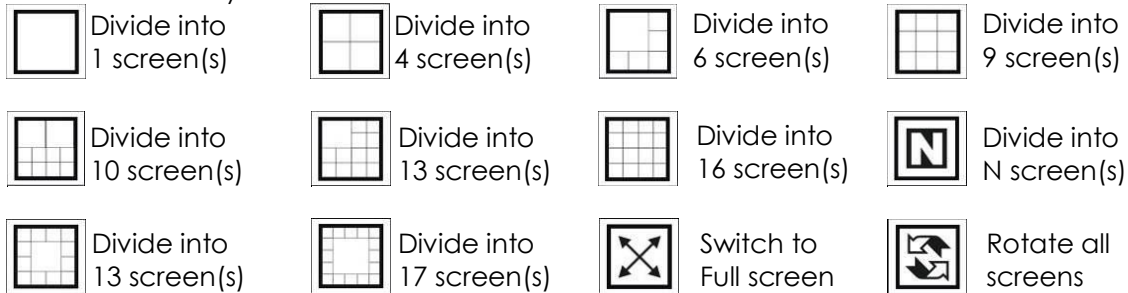 Divide into
1 screen(s)
Divide into
4 screen(s)
Divide into
6 screen(s)
Divide into
9 screen(s)
Divide into
10 screen(s)
Divide into
13 screen(s)
Divide into
16 screen(s)
N
Divide into
N screen(s)
Divide into
13 screen(s)
Divide into
17 screen(s)
Switch to
Full screen
Rotate all
screens